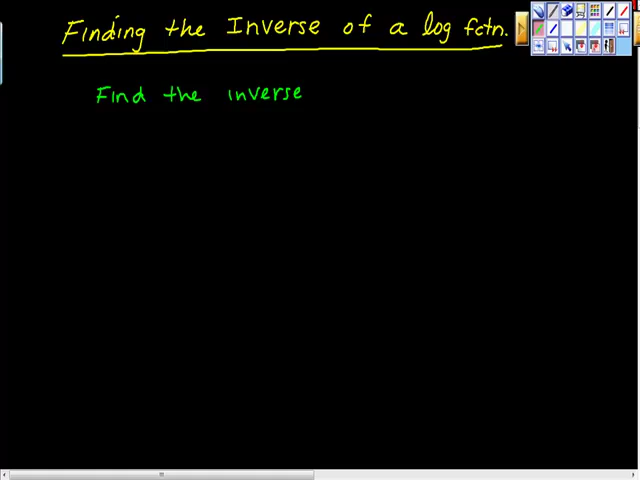 Finding the Inverse of a log fctn.
Find the inverse